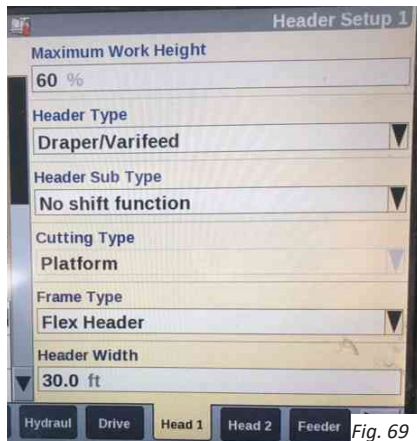 Header Setup 1
Maximum Work Height
60 %
Header Type
Draper/Varifeed
Header Sub Type
No shift function
Cutting Type
Platform
Frame Type
Flex Header
Header Width
30.0 ft
Hydraul Drive Head 1 Head 2 Feeder
Fig. 69